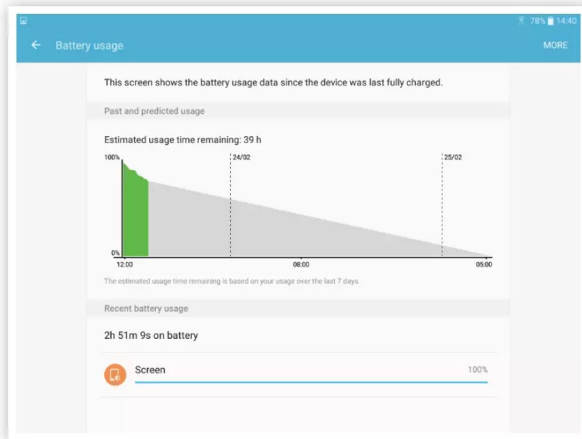 78% 14:40
Battery usage MORE
This screen shows the battery usage data since the device was last fully charged.
Past and predicted usage
Estimated usage time remaining: 39 h
100% 24/02 25/02
0%
12:00 08:00 05:00
The estimated usage time remaining is based on your usage over the last 7 days.
Recent battery usage
2h 51m 9s on battery
Screen 100%